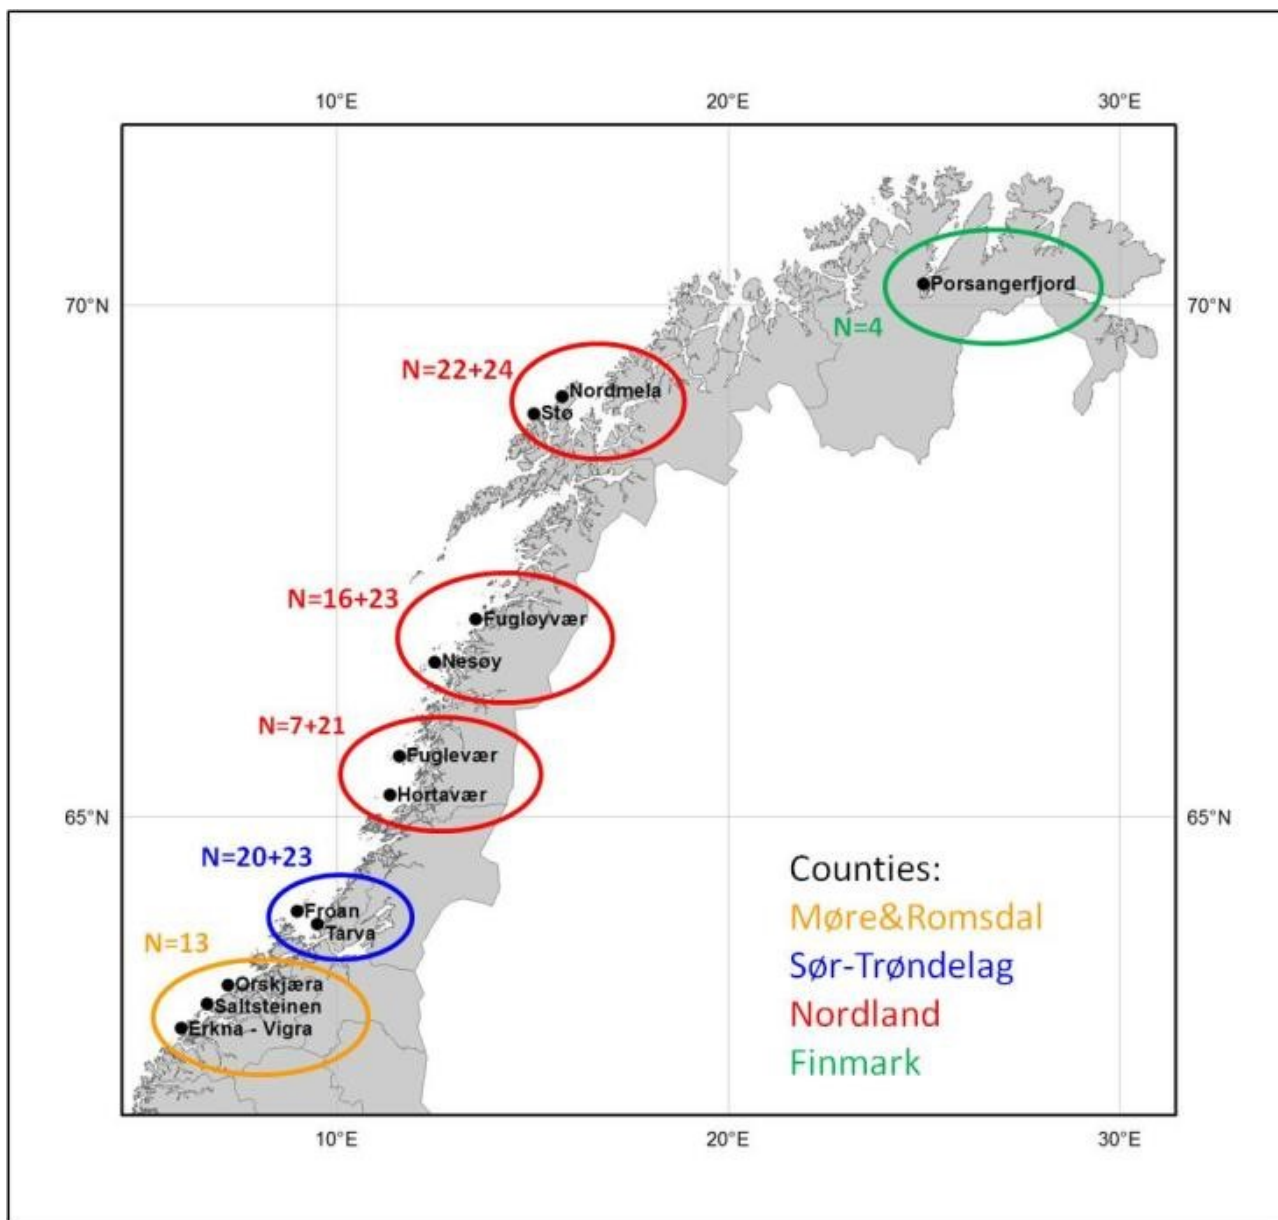 10°E
20°E
30°E
Porsangerfjord
70°N
70°N
N=4
N=22+24
Nordmela
Stø
N=16+23
Fugløyvær
Nesøy
N=7+21
Fuglevær
Hortavær
65°N
65°N
N=20+23
Froan
Tarva
N=13
Orskjæra
Saltsteinen
Erkna - Vigra
Counties:
Møre&Romsdal
Sør-Trøndelag
Nordland
Finmark
10°E
20°E
30°E